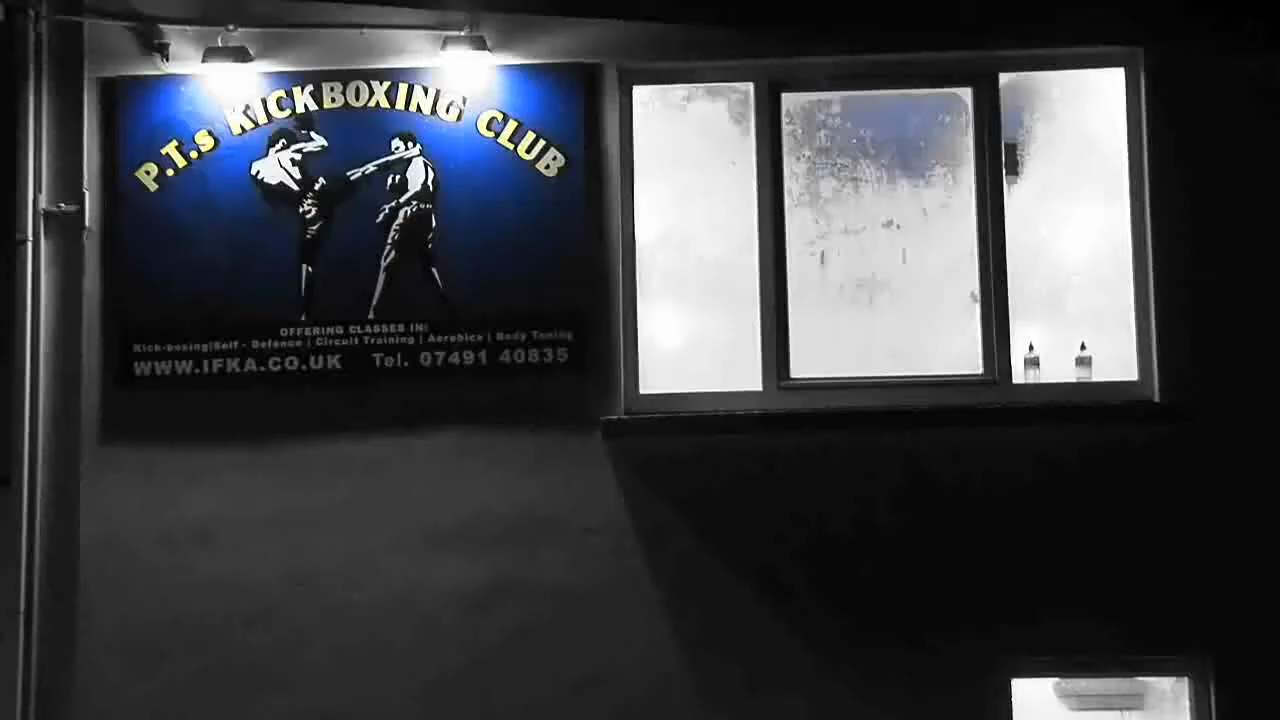 P.T.s KICKBOXING CLUB
OFFERING CLASSES IN:
Kick-boxing|Self - Defence | Circuit Training | Aerobics | Body Toning
WWW.IFKA.CO.UK Tel. 07491 40835